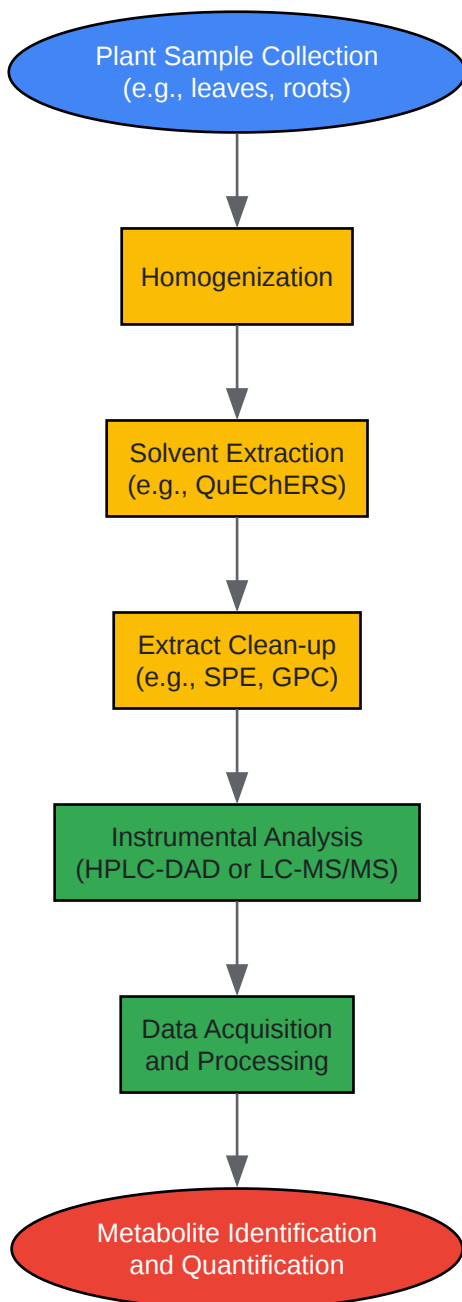 Plant Sample Collection
(e.g., leaves, roots)
Homogenization
Solvent Extraction
(e.g., QuEChERS)
Extract Clean-up
(e.g., SPE, GPC)
Instrumental Analysis
(HPLC-DAD or LC-MS/MS)
Data Acquisition
and Processing
Metabolite Identification
and Quantification